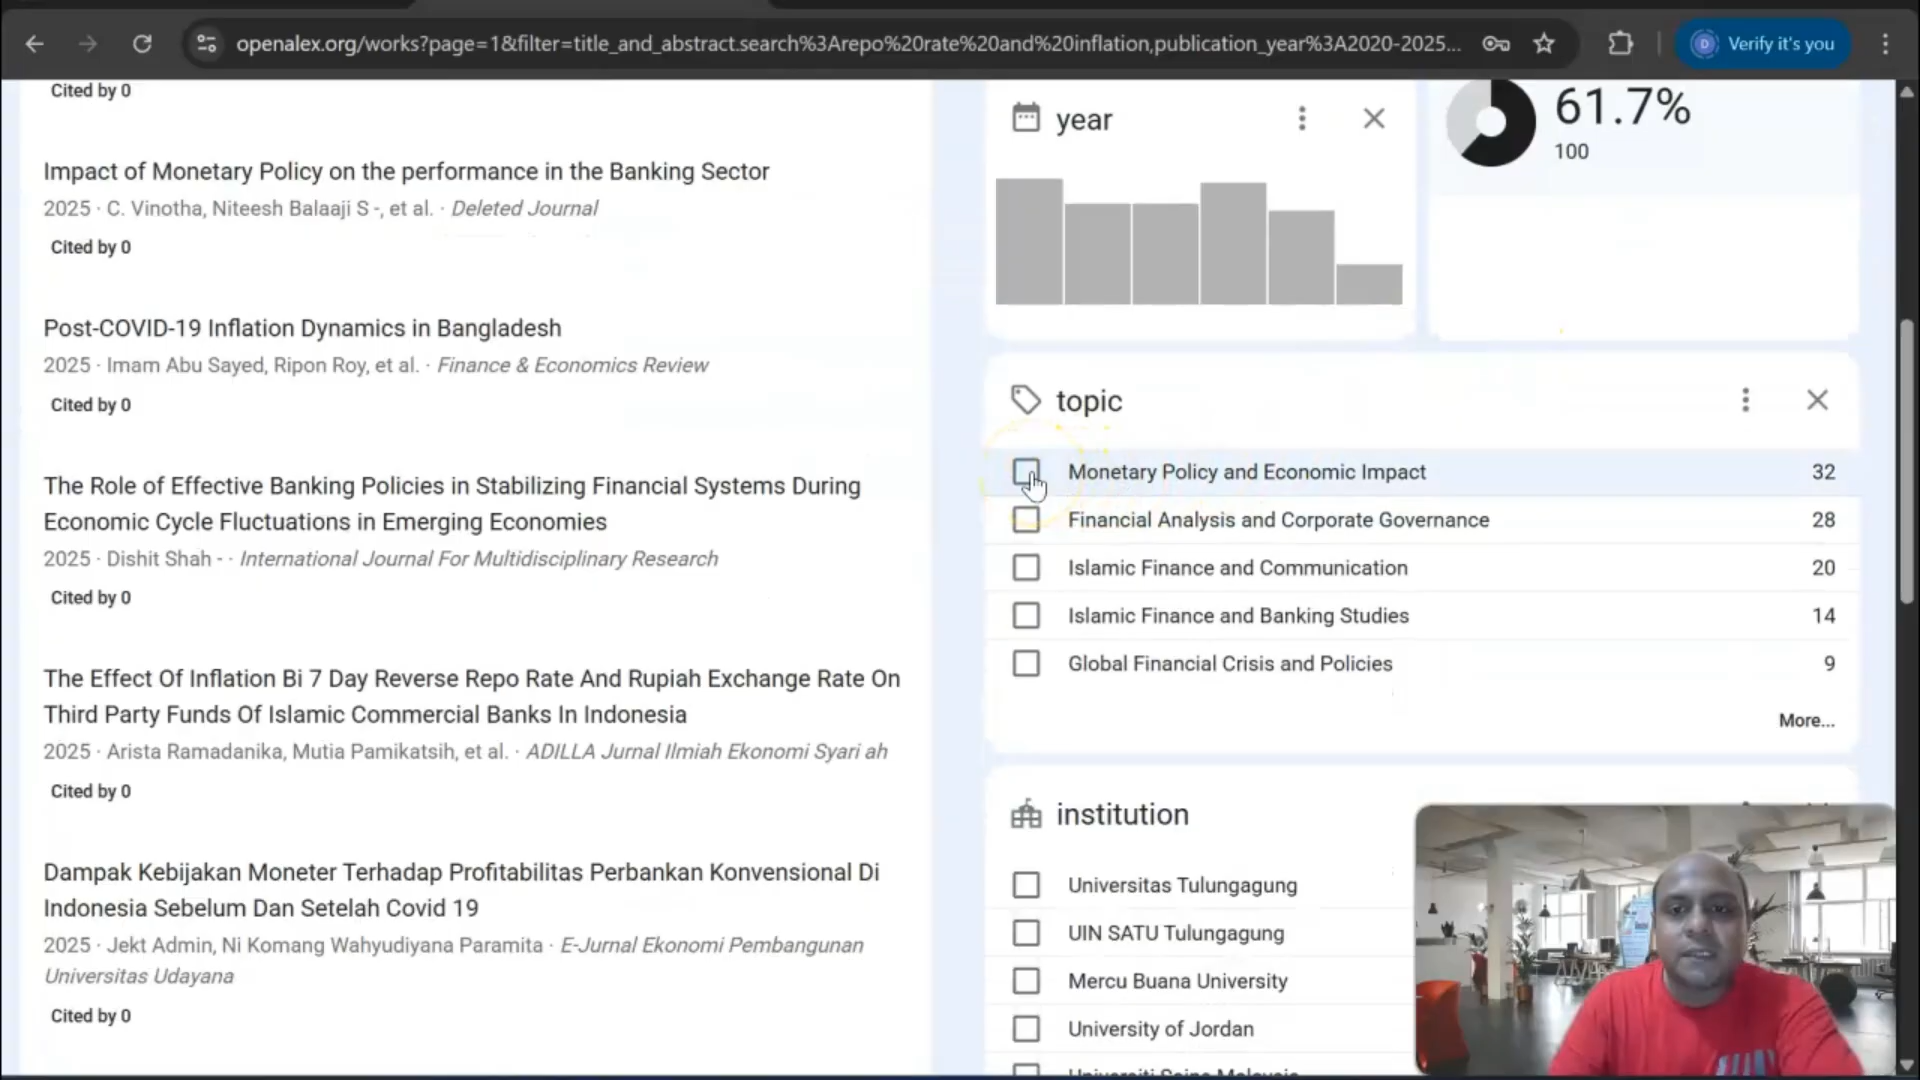 openalex.org/works?page=1&filter=title_and_abstract.search%3Arepo%20rate%20and%20inflation,publication_year%3A2020-2025...
D
Verify it's you
Cited by 0
Impact of Monetary Policy on the performance in the Banking Sector
2025 · C. Vinotha, Niteesh Balaaji S -, et al. · Deleted Journal
Cited by 0
Post-COVID-19 Inflation Dynamics in Bangladesh
2025 · Imam Abu Sayed, Ripon Roy, et al. · Finance & Economics Review
Cited by 0
The Role of Effective Banking Policies in Stabilizing Financial Systems During
Economic Cycle Fluctuations in Emerging Economies
2025 · Dishit Shah - · International Journal For Multidisciplinary Research
Cited by 0
The Effect Of Inflation Bi 7 Day Reverse Repo Rate And Rupiah Exchange Rate On
Third Party Funds Of Islamic Commercial Banks In Indonesia
2025 · Arista Ramadanika, Mutia Pamikatsih, et al. · ADILLA Jurnal Ilmiah Ekonomi Syari ah
Cited by 0
Dampak Kebijakan Moneter Terhadap Profitabilitas Perbankan Konvensional Di
Indonesia Sebelum Dan Setelah Covid 19
2025 · Jekt Admin, Ni Komang Wahyudiyana Paramita · E-Jurnal Ekonomi Pembangunan
Universitas Udayana
Cited by 0
year
61.7%
100
topic
Monetary Policy and Economic Impact 32
Financial Analysis and Corporate Governance 28
Islamic Finance and Communication 20
Islamic Finance and Banking Studies 14
Global Financial Crisis and Policies 9
More...
institution
Universitas Tulungagung
UIN SATU Tulungagung
Mercu Buana University
University of Jordan